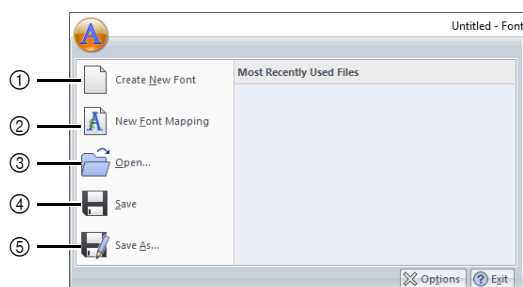 Untitled - Font
① Create New Font
Most Recently Used Files
② New Font Mapping
③ Open...
④ Save
⑤ Save As...
Options
Exit